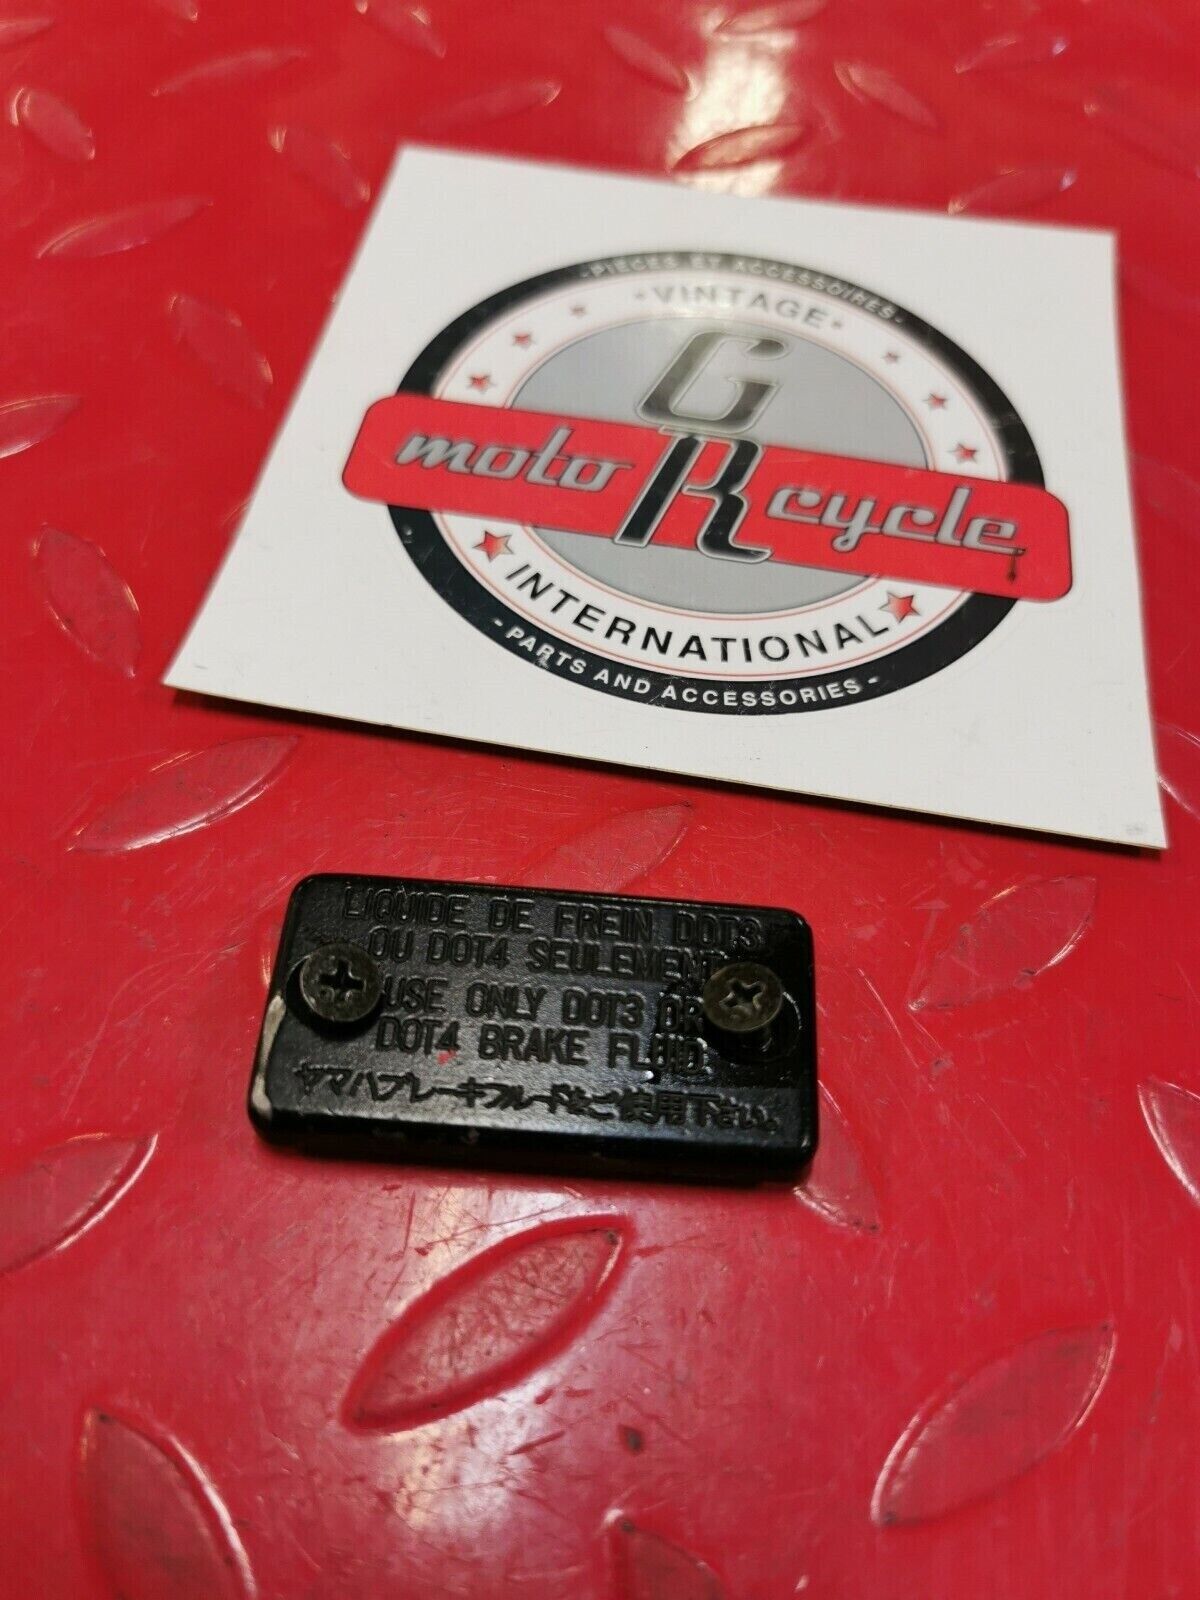 - PIECES ET ACCESSOIRES -
• VINTAGE •
G
moto R cycle
INTERNATIONAL
- PARTS AND ACCESSORIES -
LIQUIDE DE FREIN DOT3
OU DOT4 SEULEMENT
USE ONLY DOT3 OR
DOT4 BRAKE FLUID.
ヤマハブレーキフルードをご使用下さい。